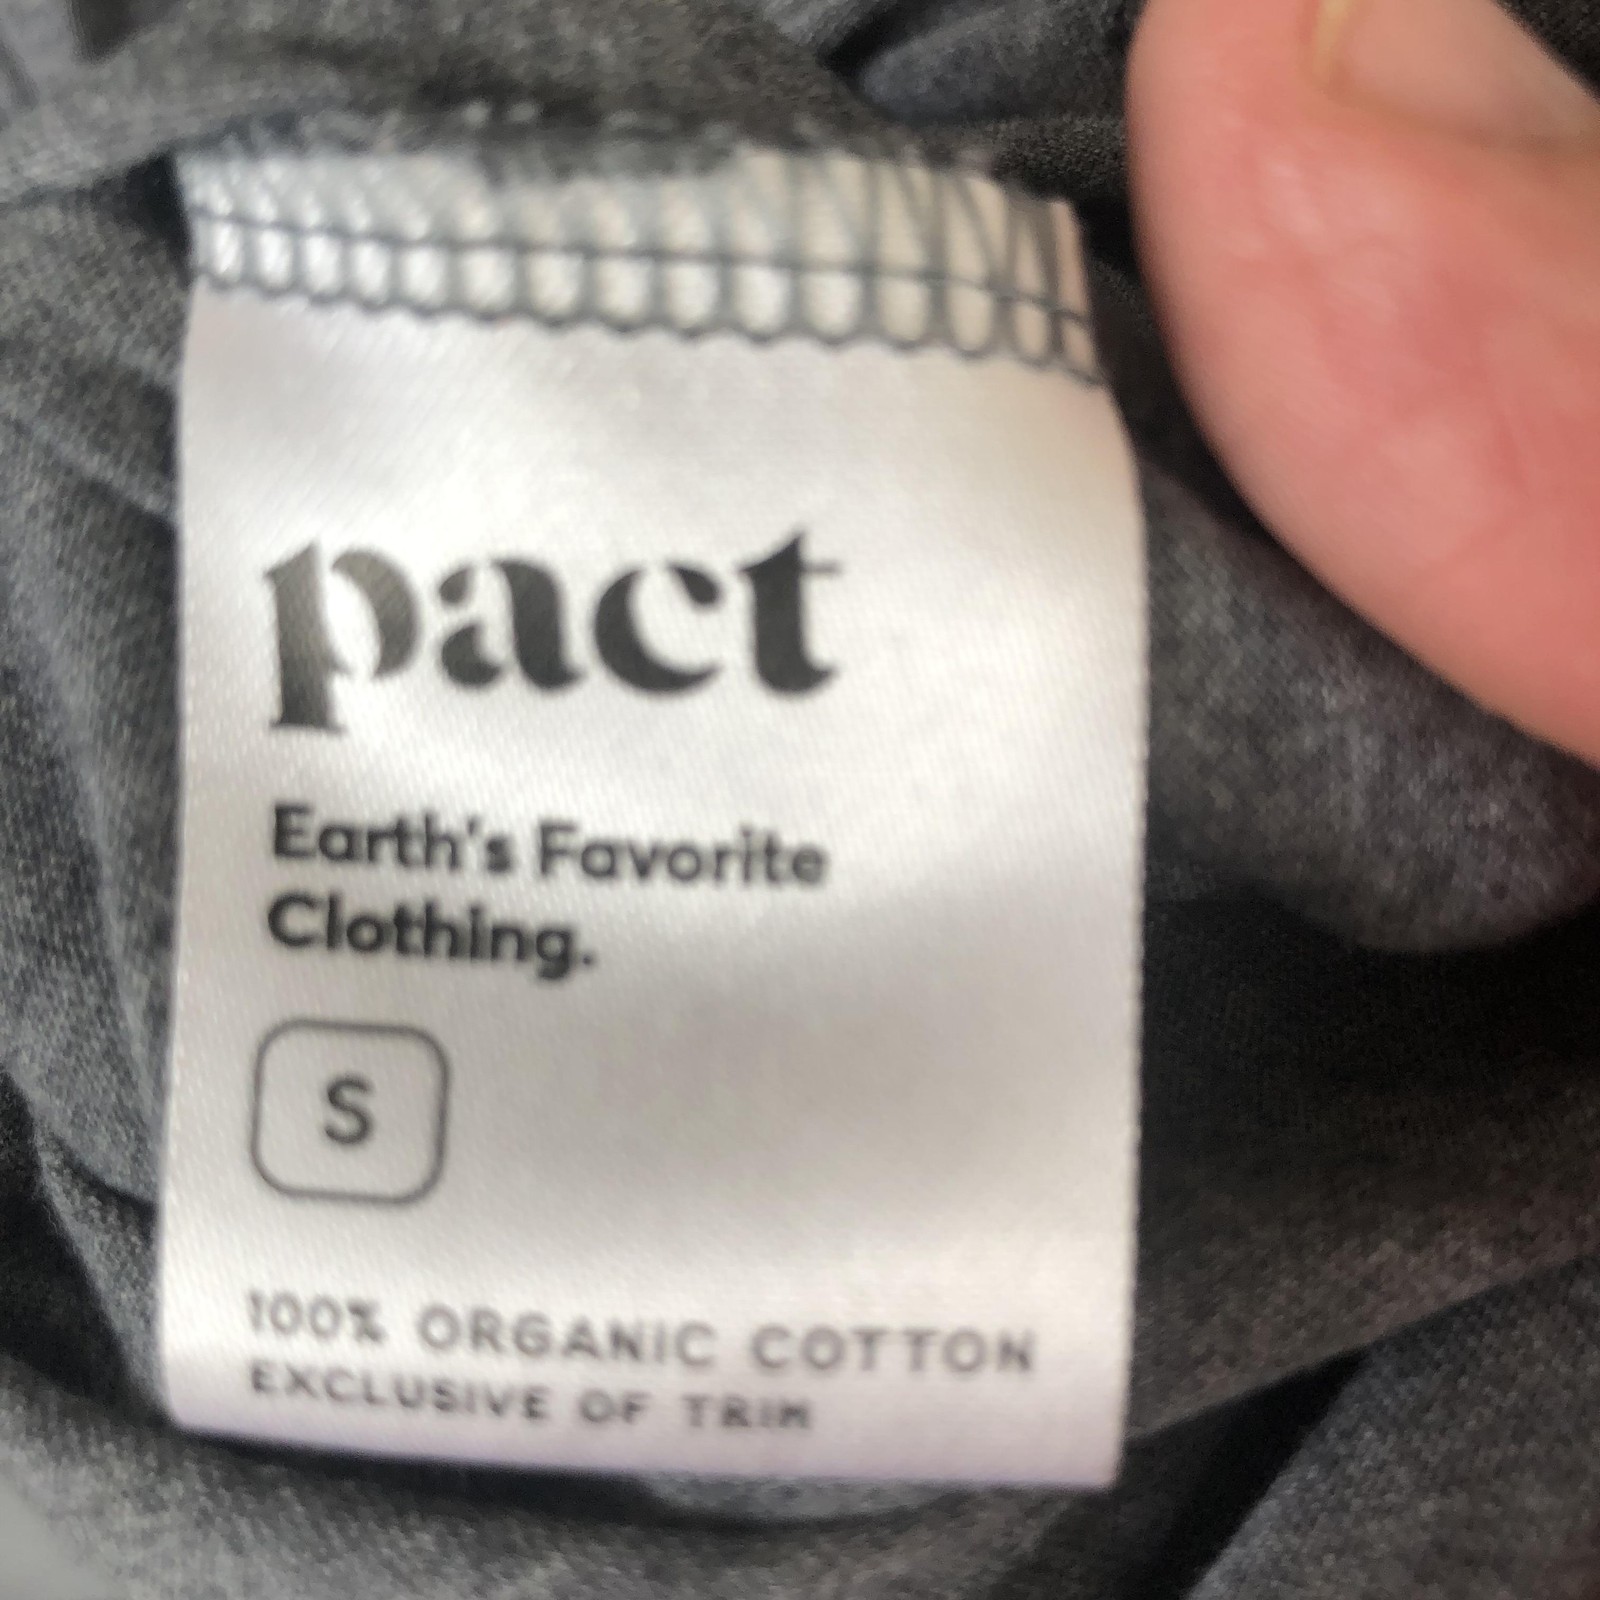 pact
Earth's Favorite
Clothing.
S
100% ORGANIC COTTON
EXCLUSIVE OF TRIM